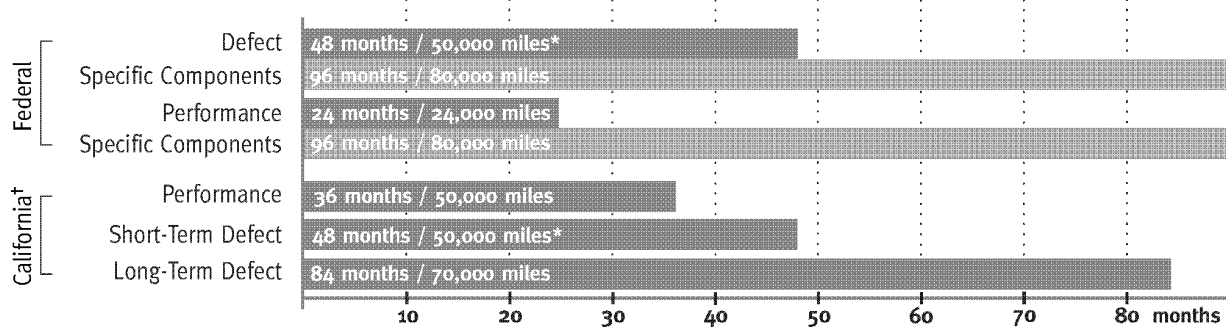 Federal
Defect 48 months / 50,000 miles*
Specific Components 96 months / 80,000 miles
Performance 24 months / 24,000 miles
Specific Components 96 months / 80,000 miles
California†
Performance 36 months / 50,000 miles
Short-Term Defect 48 months / 50,000 miles*
Long-Term Defect 84 months / 70,000 miles
10 20 30 40 50 60 70 80 months